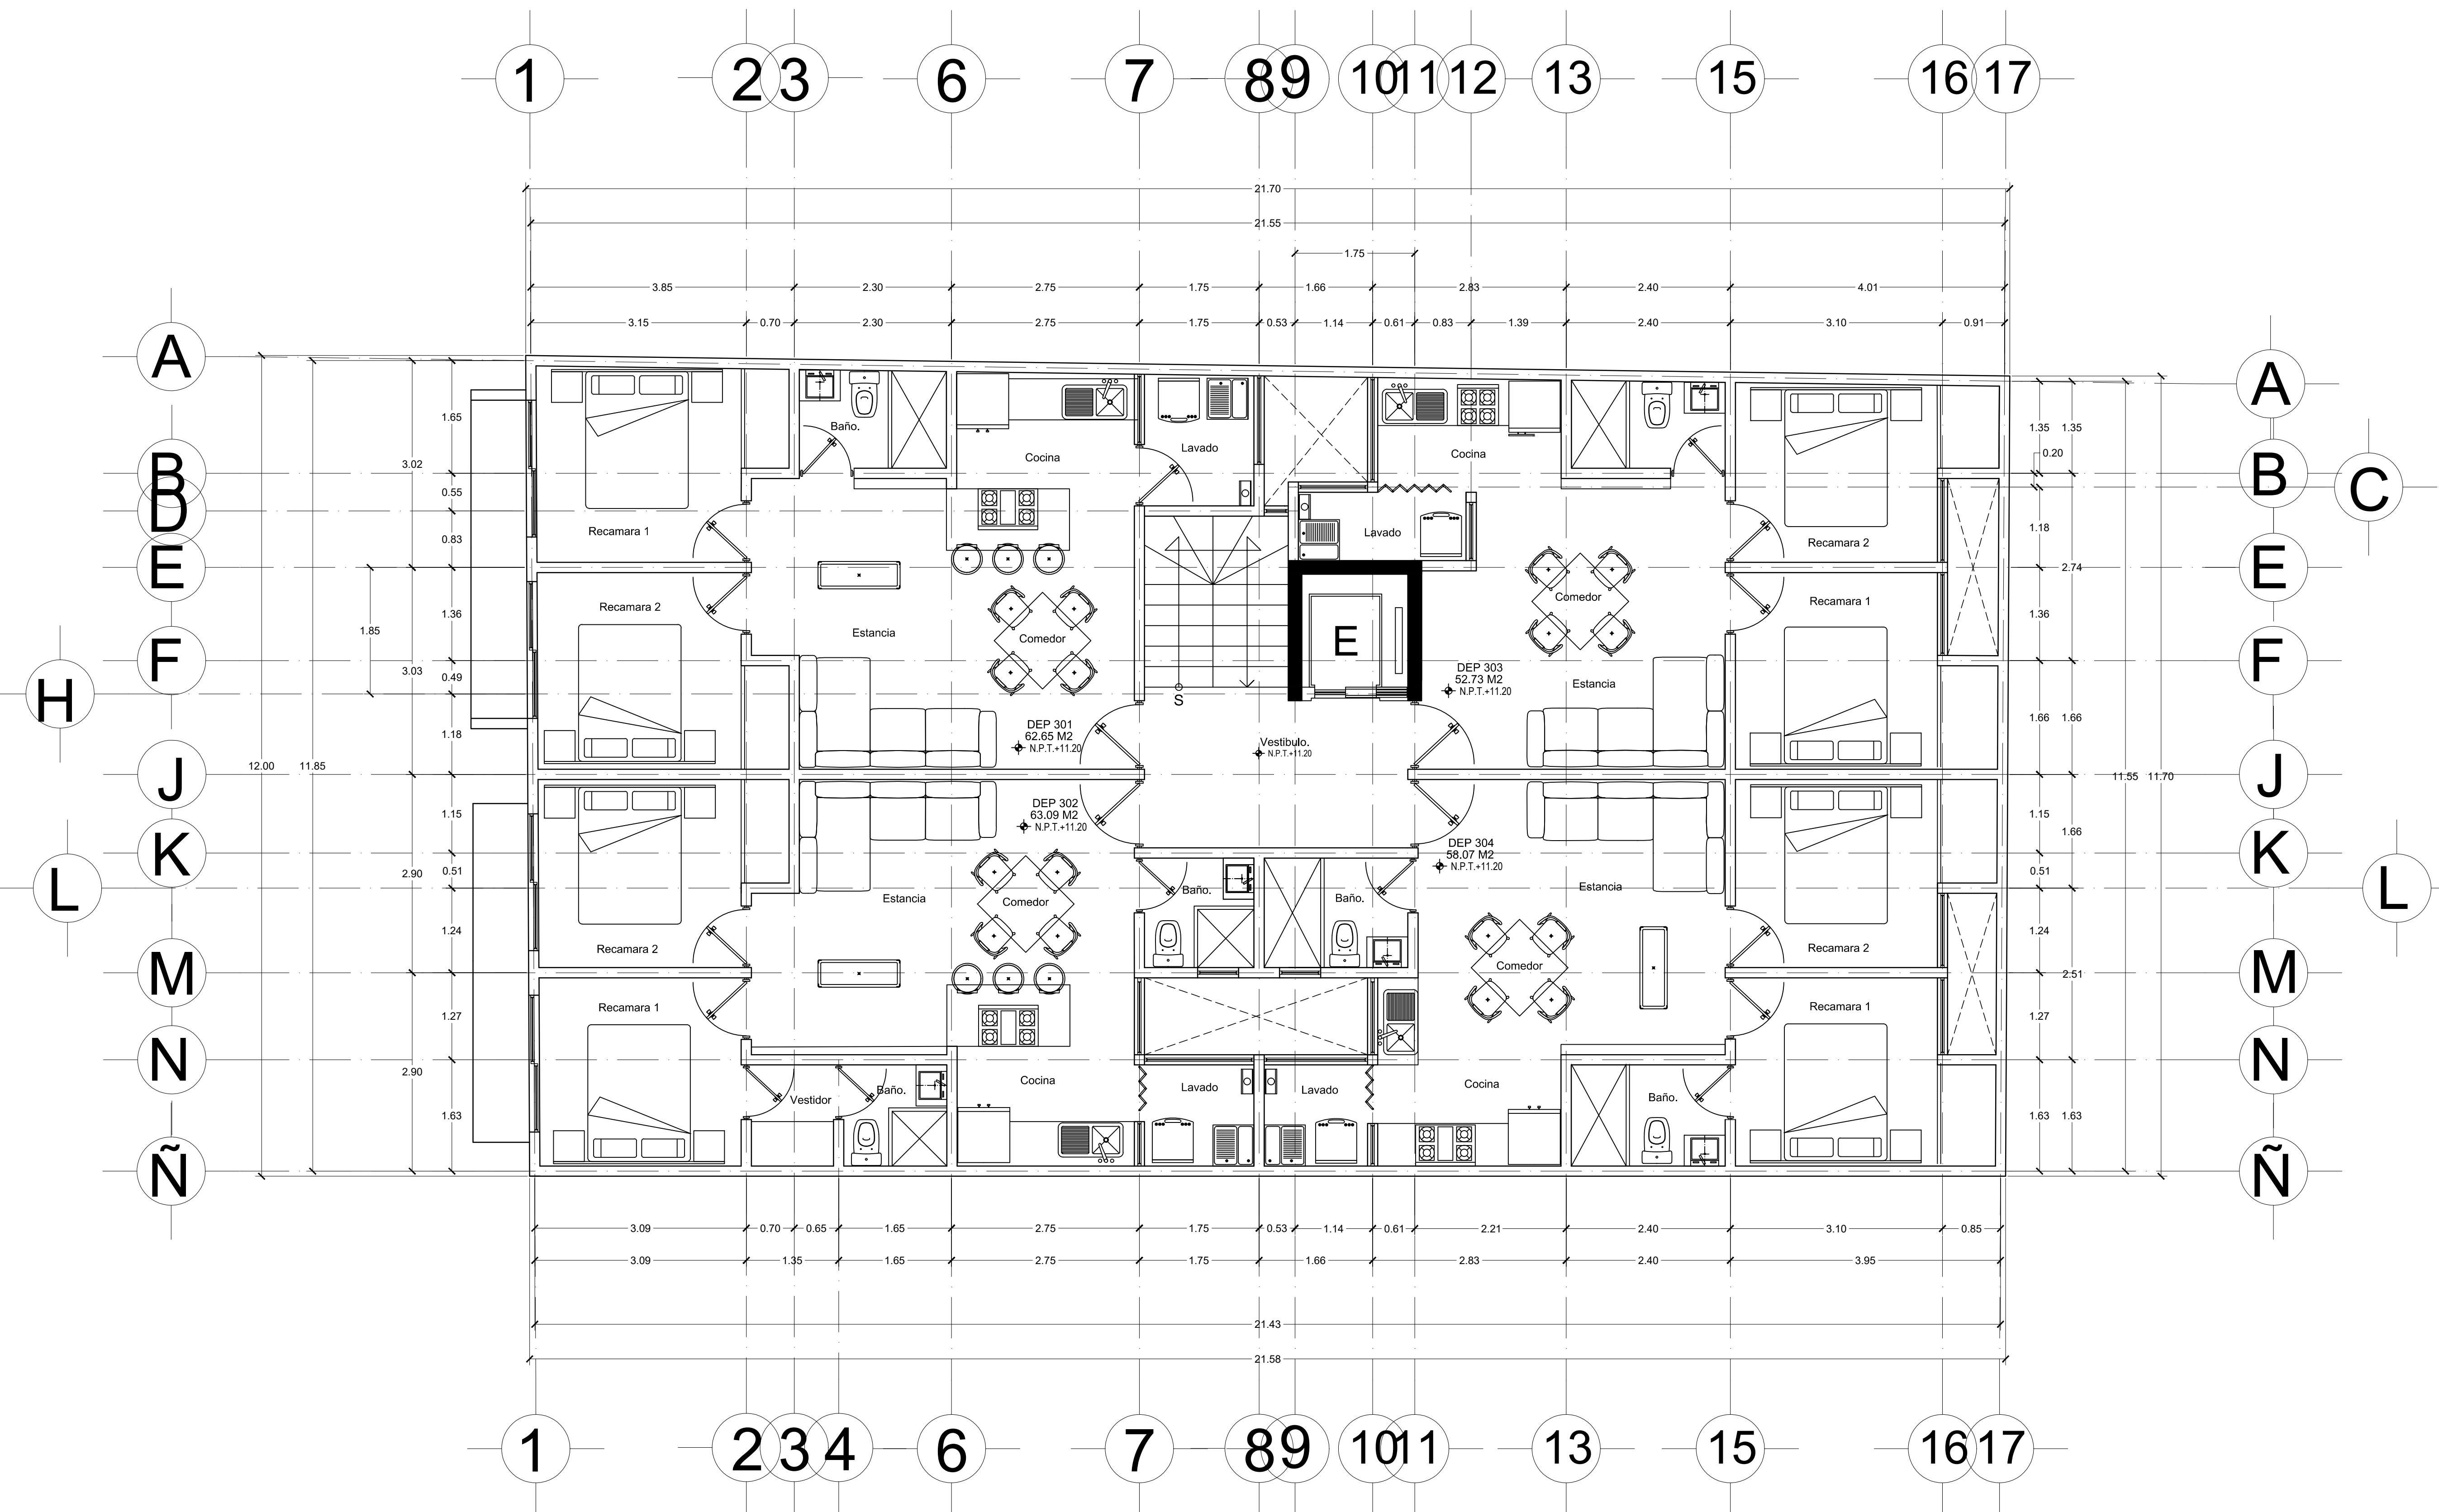 1 2 3 6 7 8 9 10 11 12 13 15 16 17
21.70
21.55
1.75
3.85 2.30 2.75 1.75 1.66 2.83 2.40 4.01
3.15 0.70 2.30 2.75 1.75 0.53 1.14 0.61 0.83 1.39 2.40 3.10 0.91
A
B
D
E
F
H
J
K
L
M
N
Ñ
12.00
11.85
3.02
3.03
2.90
2.90
1.85
1.65
0.55
0.83
1.36
0.49
1.18
1.15
0.51
1.24
1.27
1.63
Recamara 1
Baño.
Cocina
Lavado
Recamara 2
Estancia
Comedor
DEP 301
62.65 M2
N.P.T.+11.20
S
E
Vestibulo.
N.P.T.+11.20
Cocina
Lavado
Comedor
DEP 303
52.73 M2
N.P.T.+11.20
Estancia
Recamara 2
Recamara 1
Recamara 2
Recamara 1
Estancia
Comedor
DEP 302
63.09 M2
N.P.T.+11.20
Vestidor
Baño.
Cocina
Lavado
Baño.
Baño.
Lavado
DEP 304
58.07 M2
N.P.T.+11.20
Estancia
Comedor
Cocina
Baño.
Recamara 2
Recamara 1
1.35
0.20
1.18
1.36
1.66
1.15
0.51
1.24
1.27
1.63
1.35
2.74
1.66
1.66
2.51
1.63
11.55
11.70
A
B
C
E
F
J
K
L
M
N
Ñ
3.09 0.70 0.65 1.65 2.75 1.75 0.53 1.14 0.61 2.21 2.40 3.10 0.85
3.09 1.35 1.65 2.75 1.75 1.66 2.83 2.40 3.95
21.43
21.58
1 2 3 4 6 7 8 9 10 11 13 15 16 17